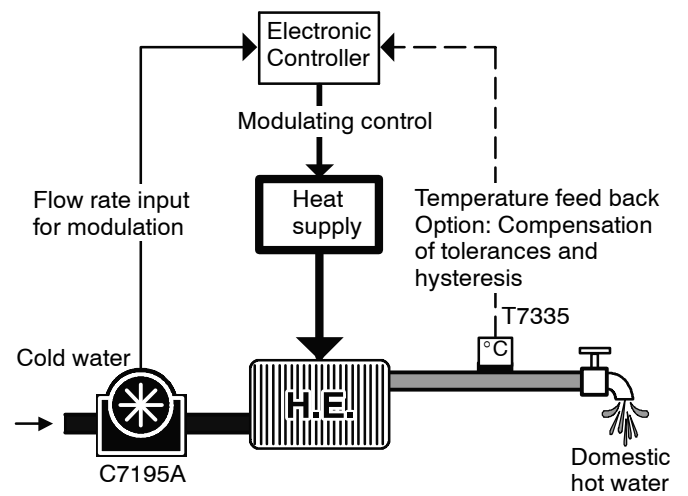 Electronic
Controller
Modulating control
Flow rate input
for modulation
Heat
supply
Temperature feed back
Option: Compensation
of tolerances and
hysteresis
T7335
°C
Cold water
H.E.
C7195A
Domestic
hot water